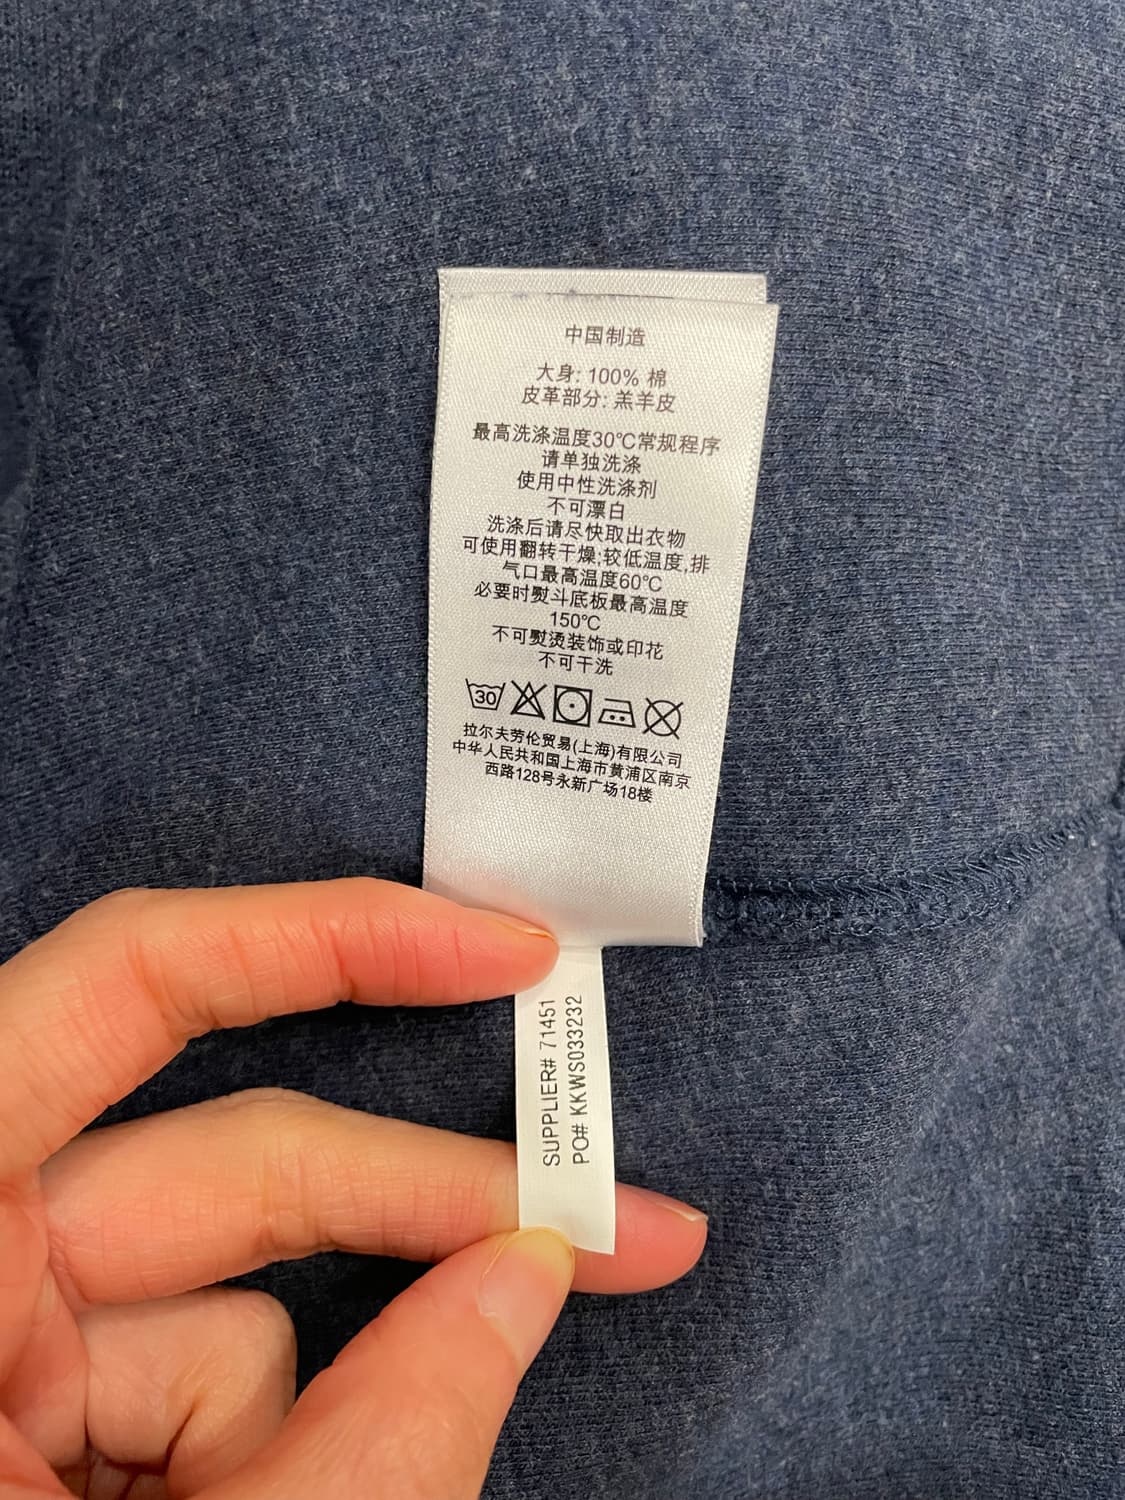 中国制造
大身: 100% 棉
皮革部分: 羔羊皮
最高洗涤温度30℃常规程序
请单独洗涤
使用中性洗涤剂
不可漂白
洗涤后请尽快取出衣物
可使用翻转干燥;较低温度,排
气口最高温度60℃
必要时熨斗底板最高温度
150℃
不可熨烫装饰或印花
不可干洗
30
拉尔夫劳伦贸易(上海)有限公司
中华人民共和国上海市黄浦区南京
西路128号永新广场18楼
SUPPLIER# 71451
PO# KKWS033232